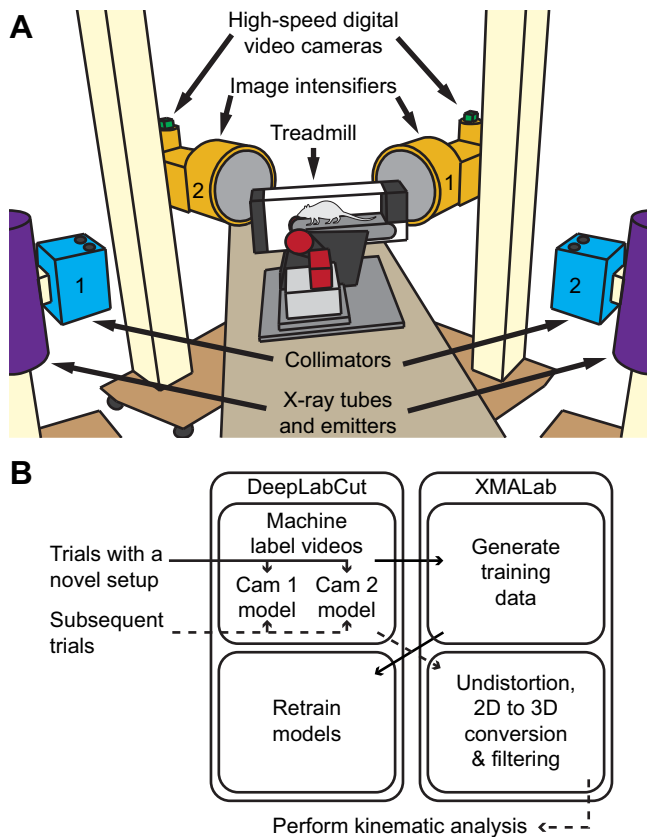 A
High-speed digital
video cameras
Image intensifiers
Treadmill
2
1
1
2
Collimators
X-ray tubes
and emitters
B
DeepLabCut
XMALab
Machine
label videos
Trials with a
novel setup
Cam 1
model
Cam 2
model
Subsequent
trials
Generate
training
data
Retrain
models
Undistortion,
2D to 3D
conversion
& filtering
Perform kinematic analysis